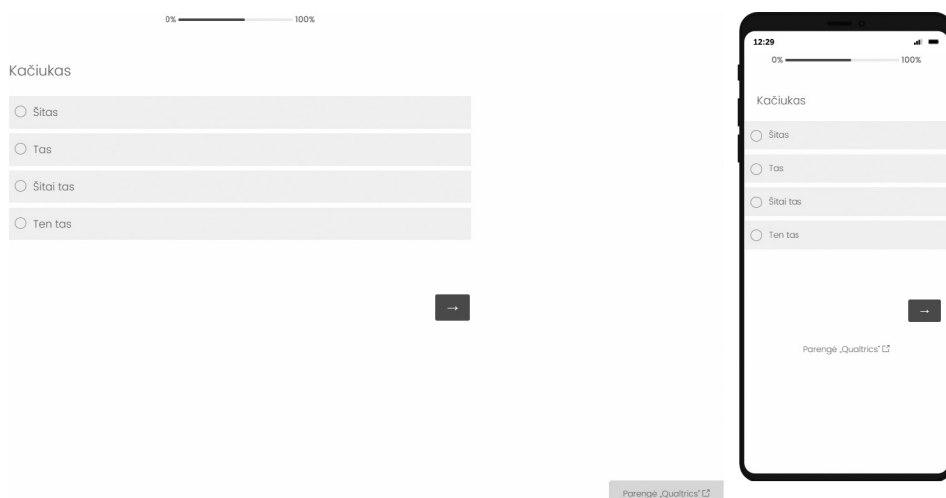 0% 100%
Kačiukas
Šitas
Tas
Šitai tas
Ten tas
→
Parengė „Qualtrics“
12:29
0% 100%
Kačiukas
Šitas
Tas
Šitai tas
Ten tas
→
Parengė „Qualtrics“